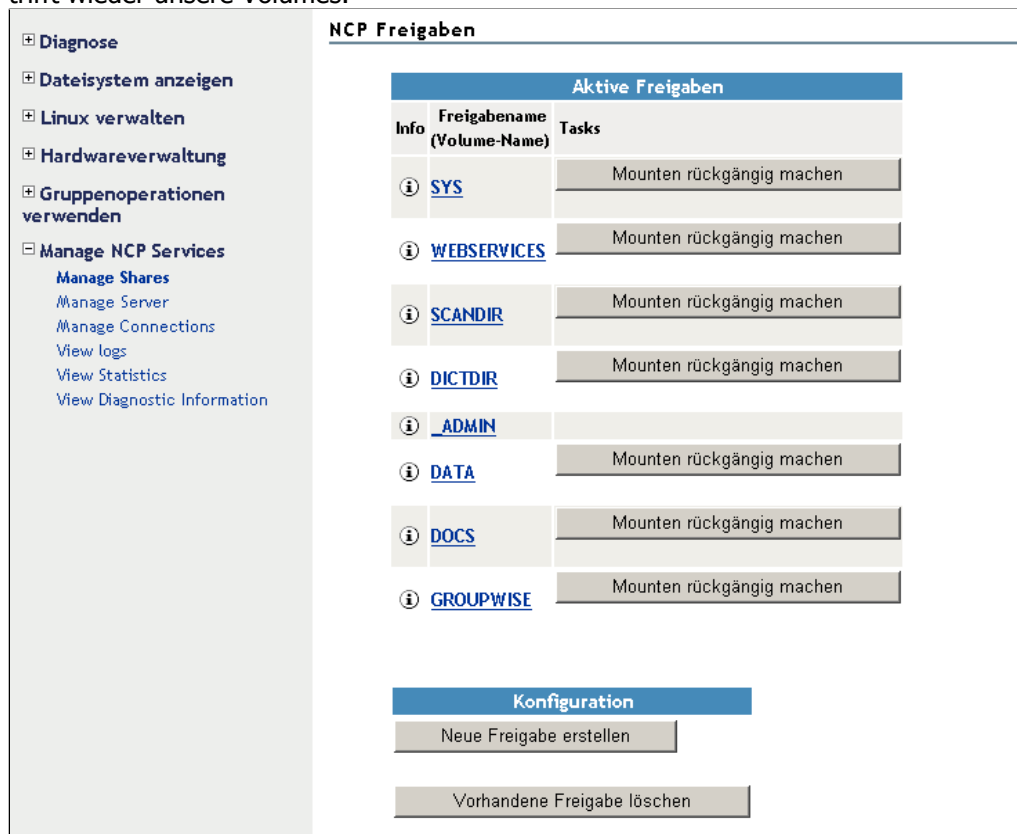 wieder unsere Volumes.
Diagnose
Dateisystem anzeigen
Linux verwalten
Hardwareverwaltung
Gruppenoperationen
verwenden
Manage NCP Services
Manage Shares
Manage Server
Manage Connections
View logs
View Statistics
View Diagnostic Information
NCP Freigaben
Aktive Freigaben
Info Freigabename (Volume-Name) Tasks
SYS Mounten rückgängig machen
WEBSERVICES Mounten rückgängig machen
SCANDIR Mounten rückgängig machen
DICTDIR Mounten rückgängig machen
_ADMIN
DATA Mounten rückgängig machen
DOCS Mounten rückgängig machen
GROUPWISE Mounten rückgängig machen
Konfiguration
Neue Freigabe erstellen
Vorhandene Freigabe löschen